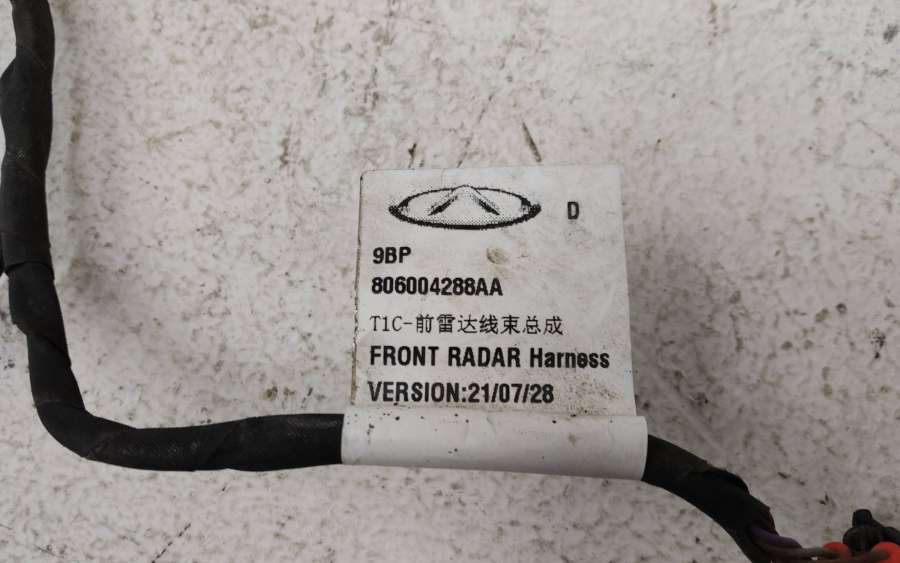 D
9BP
806004288AA
T1C-前雷达线束总成
FRONT RADAR Harness
VERSION:21/07/28